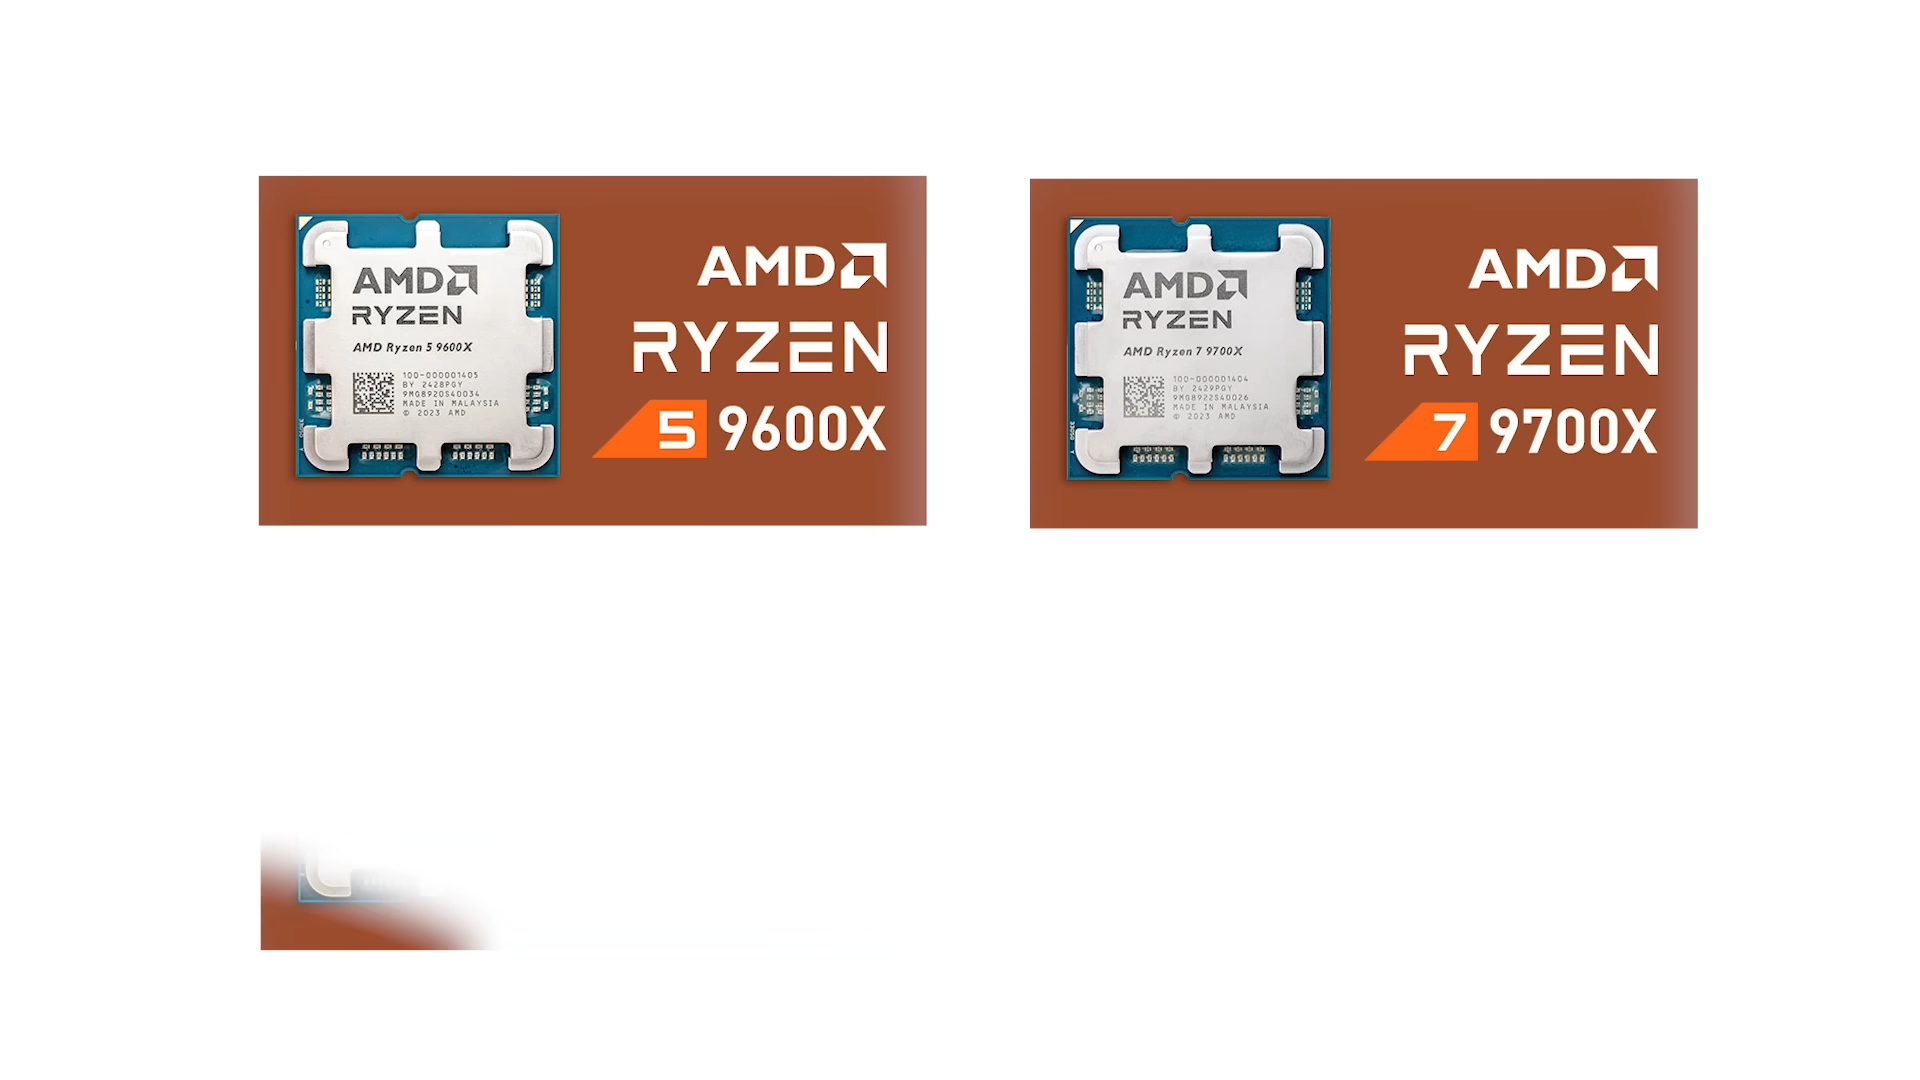 AMD
RYZEN
AMD Ryzen 5 9600X
100-000001405
BY 2428PGY
9MG8920S40034
MADE IN MALAYSIA
© 2023 AMD
AMD
RYZEN
5 9600X
AMD
RYZEN
AMD Ryzen 7 9700X
100-000001404
BY 2429PGY
9MG8922S40026
MADE IN MALAYSIA
© 2023 AMD
AMD
RYZEN
7 9700X